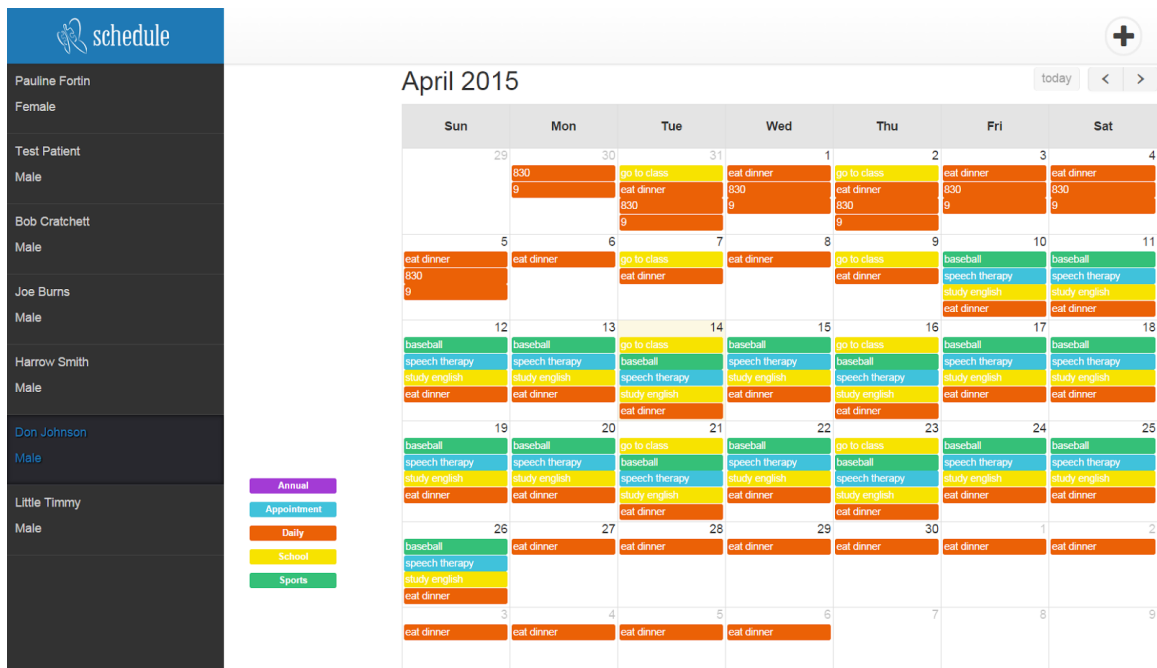 schedule
Pauline Fortin
Female
Test Patient
Male
Bob Cratchett
Male
Joe Burns
Male
Harrow Smith
Male
Don Johnson
Male
Little Timmy
Male
Annual
Appointment
Daily
School
Sports
April 2015
today
Sun Mon Tue Wed Thu Fri Sat
29 30 31 1 2 3 4
830 go to class eat dinner go to class eat dinner eat dinner
9 eat dinner 830 eat dinner 830 830
830 9 830 9 9
9 9
5 6 7 8 9 10 11
eat dinner eat dinner go to class eat dinner go to class baseball baseball
830 eat dinner eat dinner speech therapy speech therapy
9 study english study english
eat dinner eat dinner
12 13 14 15 16 17 18
baseball baseball go to class baseball go to class baseball baseball
speech therapy speech therapy baseball speech therapy baseball speech therapy speech therapy
study english study english speech therapy study english speech therapy study english study english
eat dinner eat dinner study english eat dinner study english eat dinner eat dinner
eat dinner eat dinner
19 20 21 22 23 24 25
baseball baseball go to class baseball go to class baseball baseball
speech therapy speech therapy baseball speech therapy baseball speech therapy speech therapy
study english study english speech therapy study english speech therapy study english study english
eat dinner eat dinner study english eat dinner study english eat dinner eat dinner
eat dinner eat dinner
26 27 28 29 30 1 2
baseball eat dinner eat dinner eat dinner eat dinner eat dinner eat dinner
speech therapy
study english
eat dinner
3 4 5 6 7 8 9
eat dinner eat dinner eat dinner eat dinner